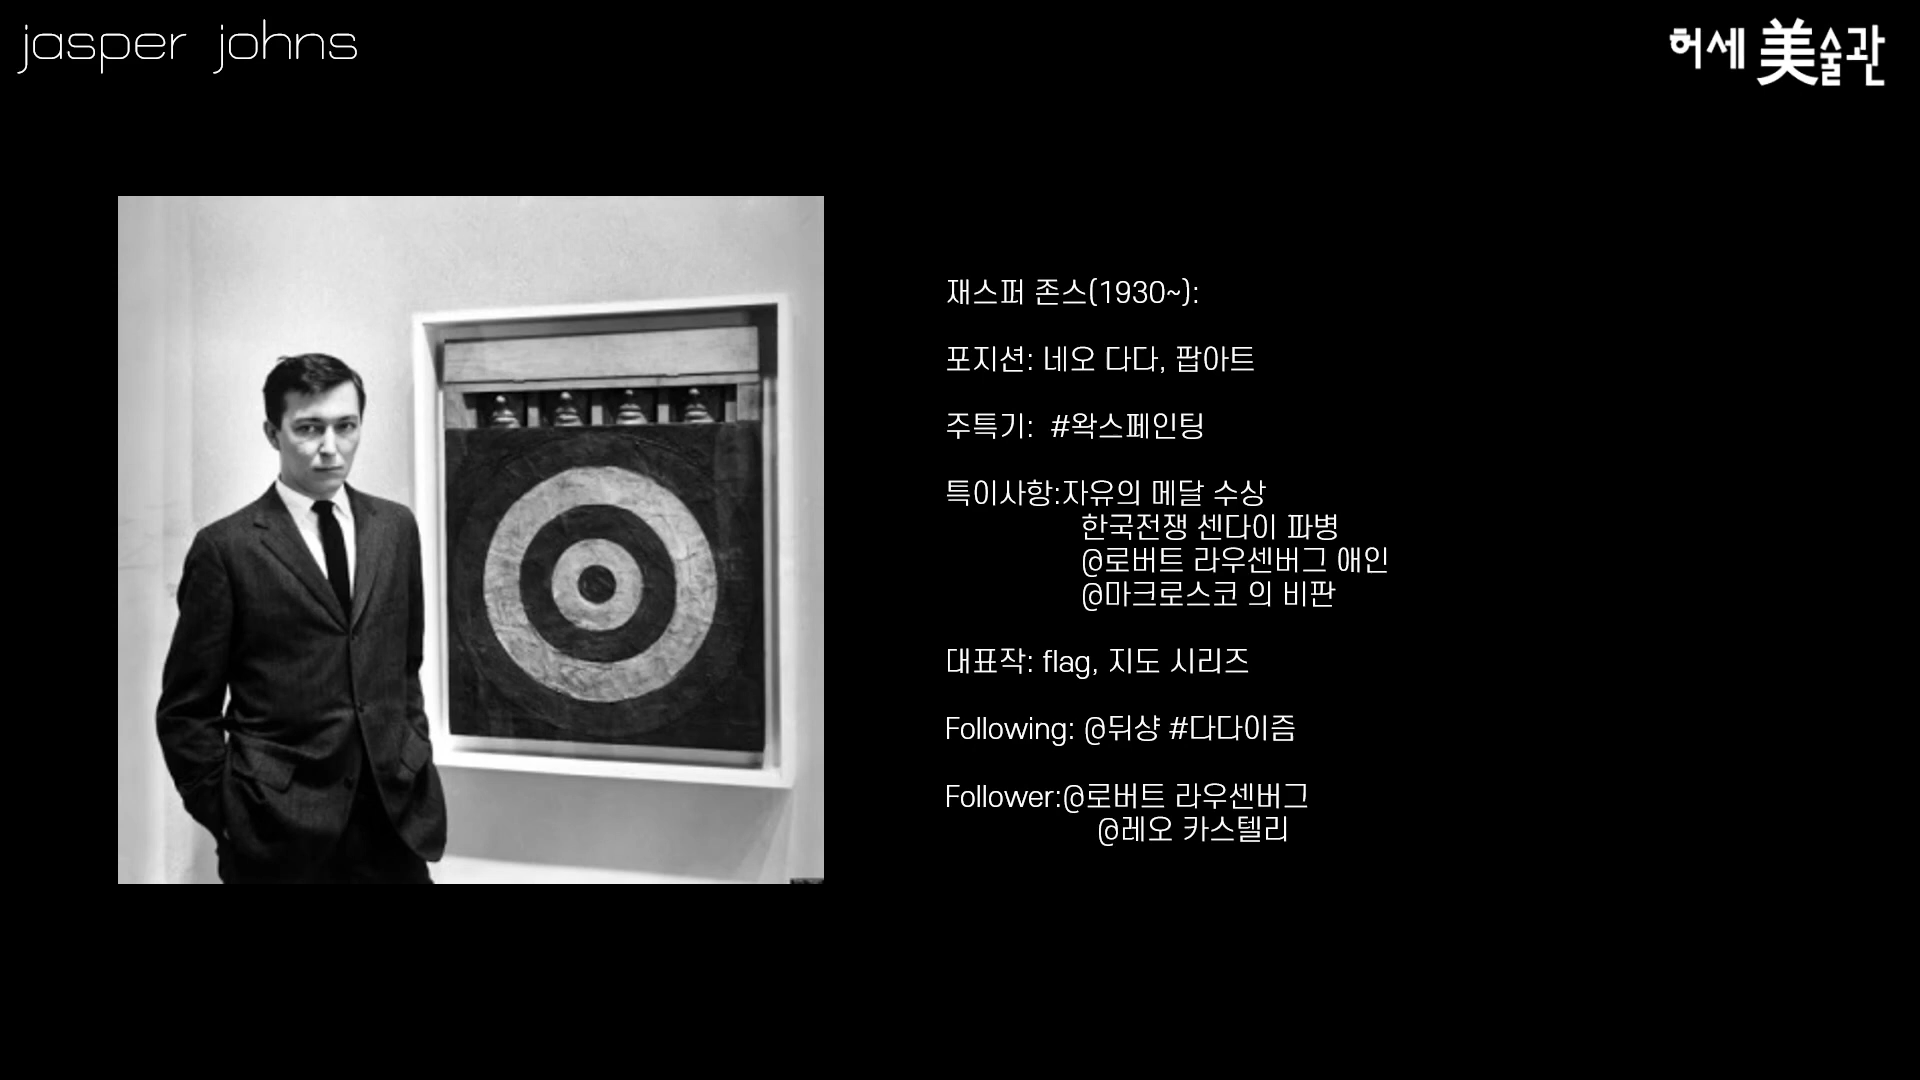 jasper johns
허세 美술관
재스퍼 존스(1930~):
포지션: 네오 다다, 팝아트
주특기: #왁스페인팅
특이사항:자유의 메달 수상
한국전쟁 센다이 파병
@로버트 라우센버그 애인
@마크로스코 의 비판
대표작: flag, 지도 시리즈
Following: @뒤샹 #다다이즘
Follower:@로버트 라우센버그
@레오 카스텔리